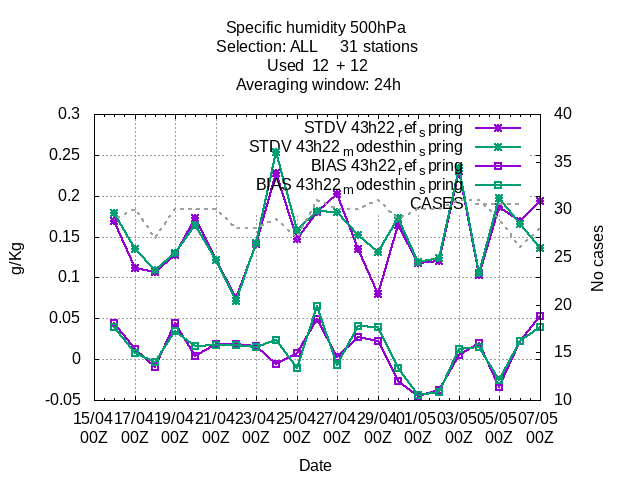 Specific humidity 500hPa
Selection: ALL 31 stations
Used 12 + 12
Averaging window: 24h
0.3
0.25
0.2
0.15
0.1
0.05
0
-0.05
g/Kg
STDV 43h22ref_spring
STDV 43h22modesthinspring
BIAS 43h22refspring
BIAS 43h22modesthinspring
CASES
40
35
30
25
20
15
10
No cases
15/04 17/04 19/04 21/04 23/04 25/04 27/04 29/04 01/05 03/05 05/05 07/05
00Z 00Z 00Z 00Z 00Z 00Z 00Z 00Z 00Z 00Z 00Z 00Z
Date